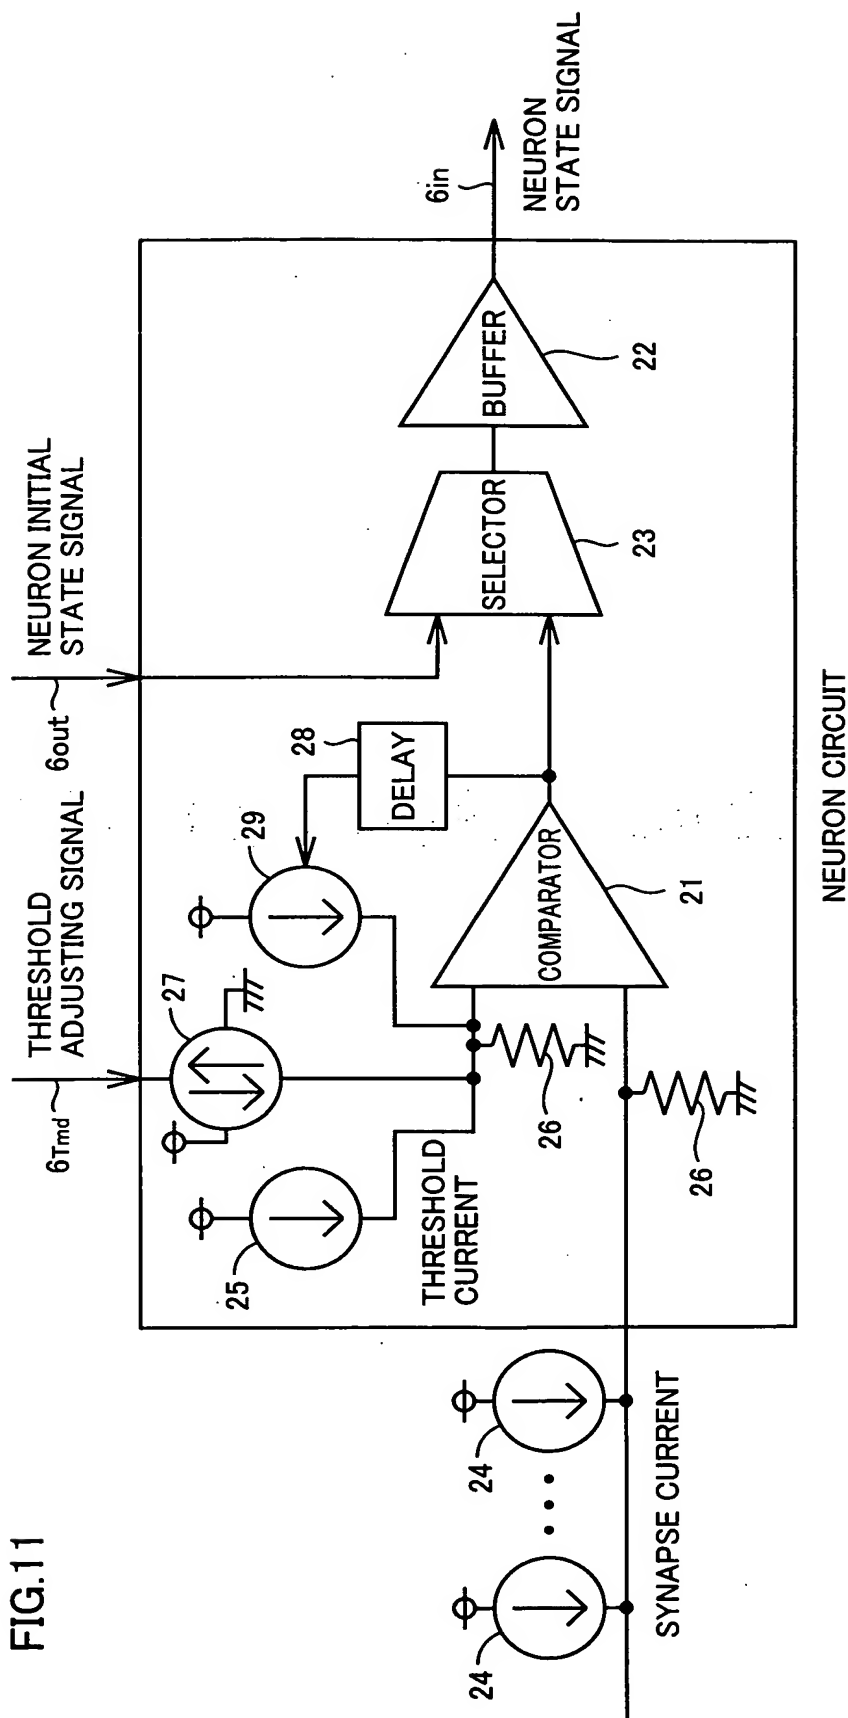 FIG.11
THRESHOLD
ADJUSTING SIGNAL
6Tmd
NEURON INITIAL
STATE SIGNAL
6out
27
29
28
DELAY
25
THRESHOLD
CURRENT
26
26
COMPARATOR
21
SELECTOR
23
BUFFER
22
6in
NEURON
STATE SIGNAL
24
24
SYNAPSE CURRENT
NEURON CIRCUIT